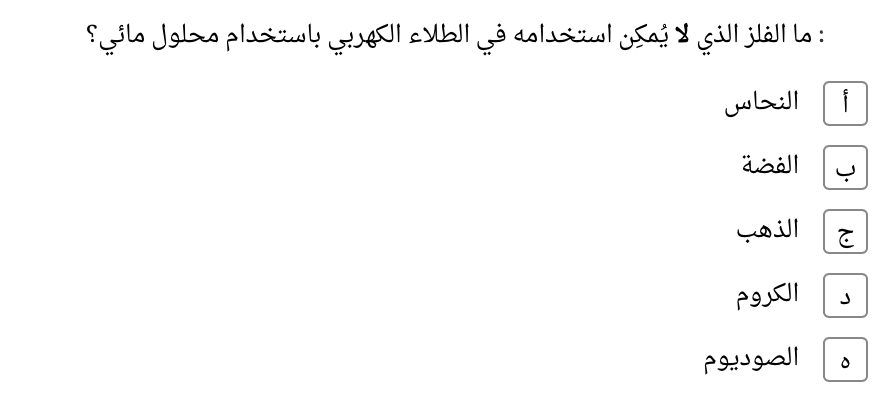 : ما الفلز الذي لا يُمكِن استخدامه في الطلاء الكهربي باستخدام محلول مائي؟
أ النحاس
ب الفضة
ج الذهب
د الكروم
ه الصوديوم